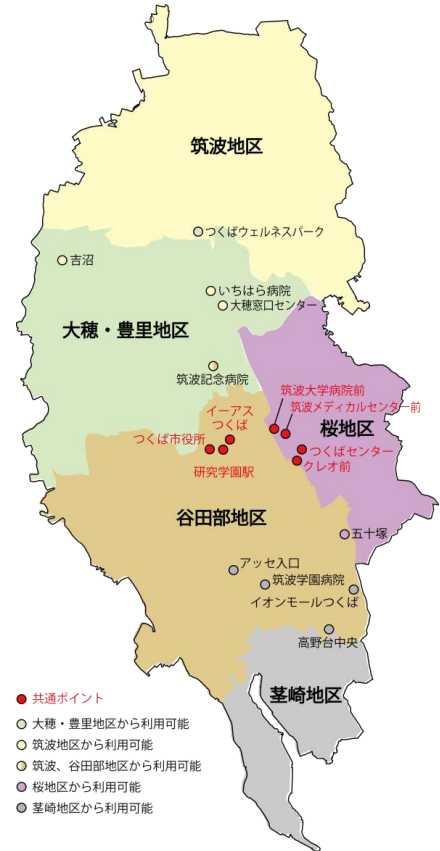 筑波地区
つくばウェルネスパーク
吉沼
いちはら病院
大穂窓口センター
大穂・豊里地区
筑波記念病院
筑波大学病院前
筑波メディカルセンター前
イーアス
つくば
桜地区
つくば市役所
つくばセンター
クレオ前
研究学園駅
谷田部地区
五十塚
アッセ入口
筑波学園病院
イオンモールつくば
高野台中央
茎崎地区
共通ポイント
大穂・豊里地区から利用可能
筑波地区から利用可能
筑波、谷田部地区から利用可能
桜地区から利用可能
茎崎地区から利用可能